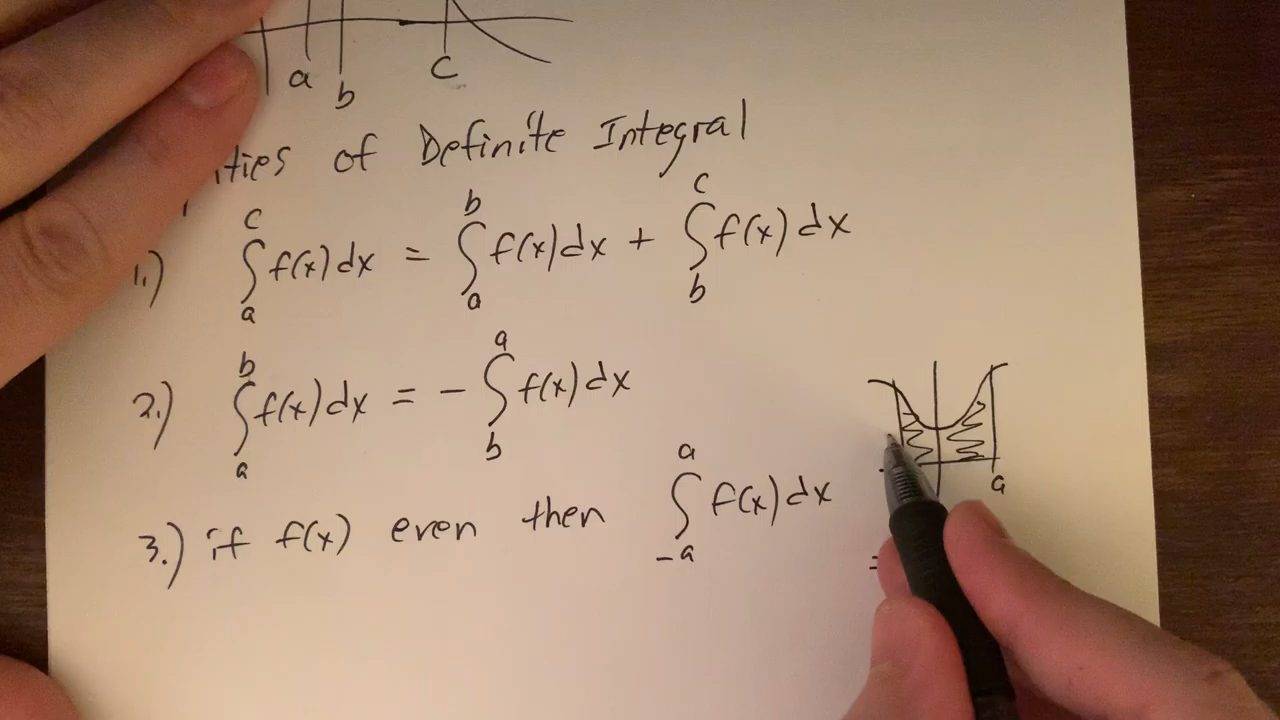 a b c
of Definite Integral
1.) ∫_a^c f(x)dx = ∫_a^b f(x)dx + ∫_b^c f(x)dx
2.) ∫_a^b f(x)dx = - ∫_b^a f(x)dx
3.) if f(x) even then ∫_{-a}^a f(x)dx
a
=